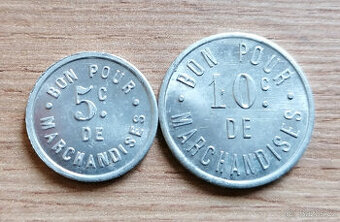 BON POUR
5c.
DE
MARCHANDISES
BON POUR
10c.
DE
MARCHANDISES